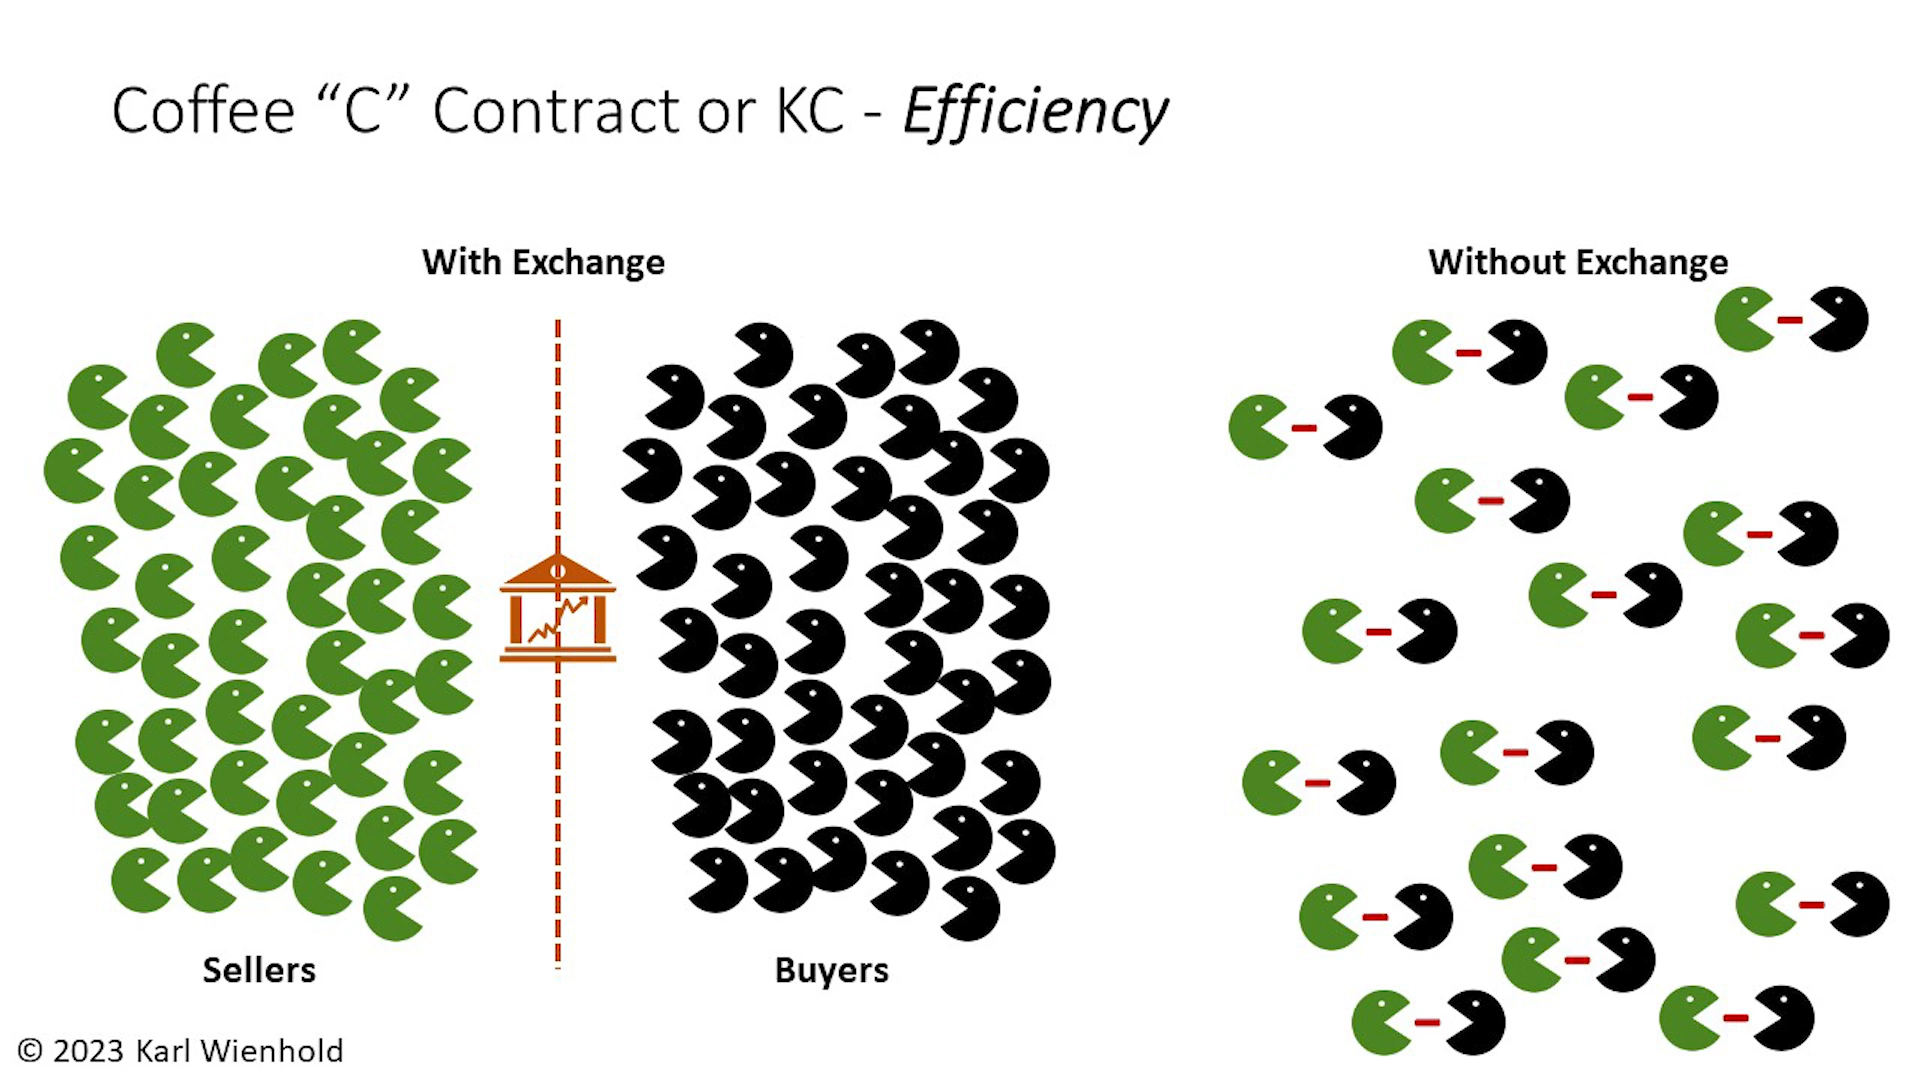 Coffee “C” Contract or KC - Efficiency
With Exchange
Without Exchange
Sellers
Buyers
© 2023 Karl Wienhold